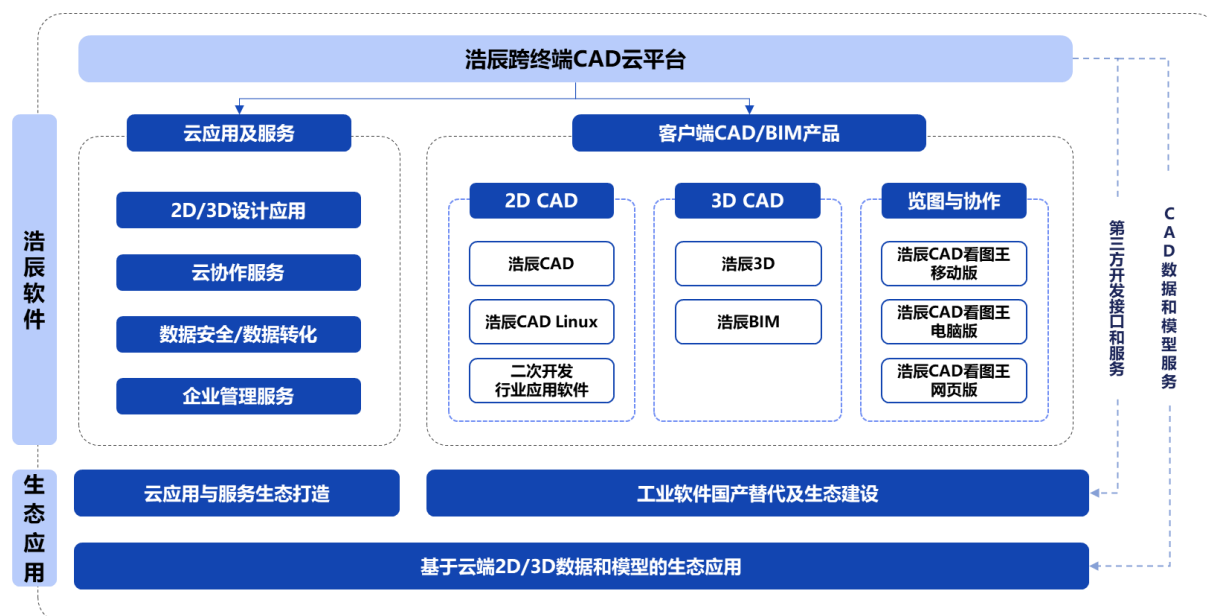 浩辰跨终端CAD云平台
浩辰软件
云应用及服务
2D/3D设计应用
云协作服务
数据安全/数据转化
企业管理服务
客户端CAD/BIM产品
2D CAD
浩辰CAD
浩辰CAD Linux
二次开发
行业应用软件
3D CAD
浩辰3D
浩辰BIM
览图与协作
浩辰CAD看图王
移动版
浩辰CAD看图王
电脑版
浩辰CAD看图王
网页版
第三方开发接口和服务
CAD数据和模型服务
生态应用
云应用与服务生态打造
工业软件国产替代及生态建设
基于云端2D/3D数据和模型的生态应用